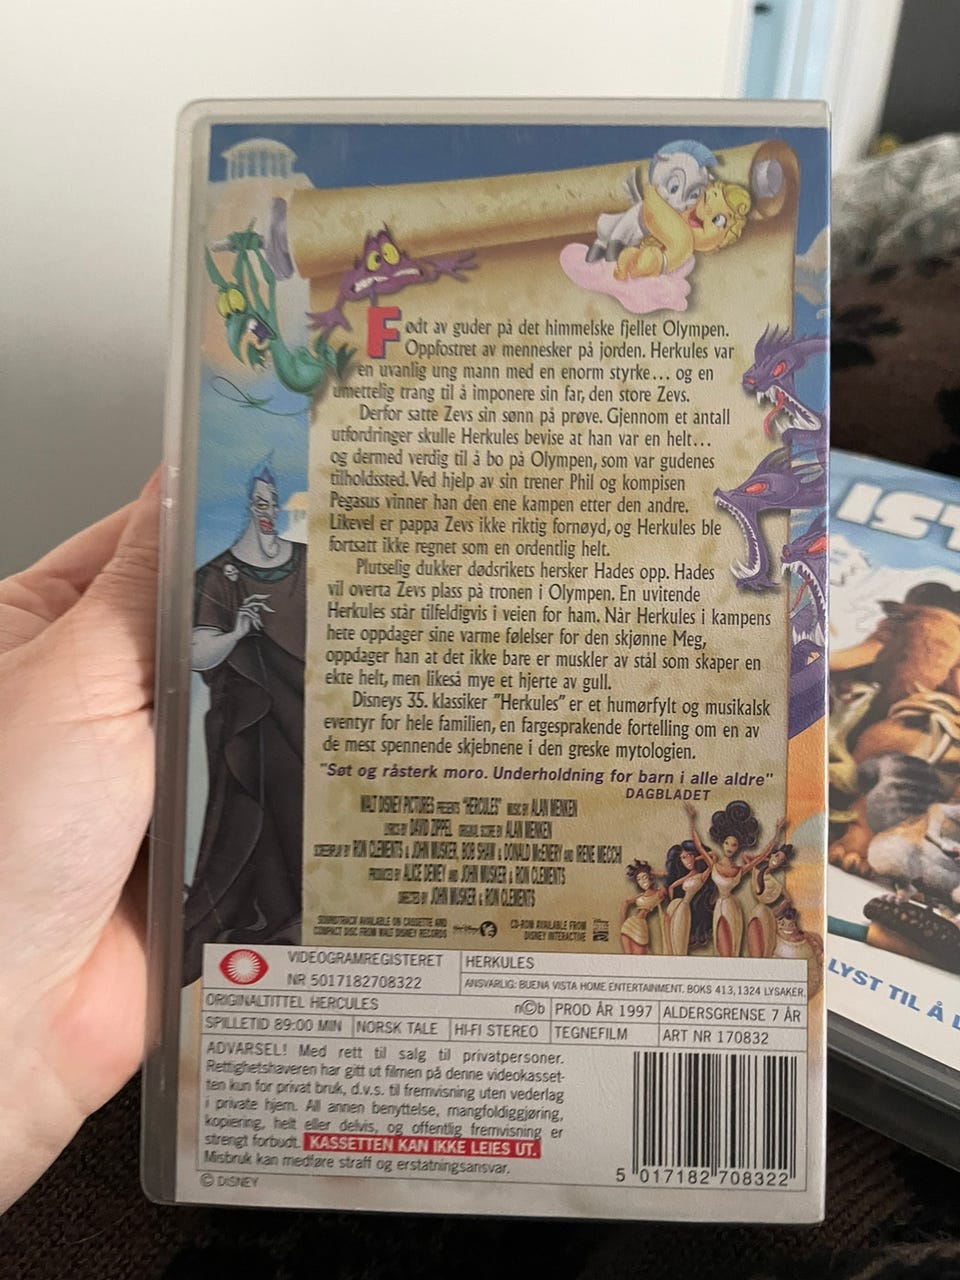 Født av guder på det himmelske fjellet Olympen.
Oppfostret av mennesker på jorden. Herkules var
en uvanlig ung mann med en enorm styrke... og en
umettelig trang til å imponere sin far, den store Zevs.
Derfor satte Zevs sin sønn på prøve. Gjennom et antall
utfordringer skulle Herkules bevise at han var en helt...
og dermed verdig til å bo på Olympen, som var gudenes
tilholdssted. Ved hjelp av sin trener Phil og kompisen
Pegasus vinner han den ene kampen etter den andre.
Likevel er pappa Zevs ikke riktig fornøyd, og Herkules ble
fortsatt ikke regnet som en ordentlig helt.
Plutselig dukker dødsrikets hersker Hades opp. Hades
vil overta Zevs plass på tronen i Olympen. En uvitende
Herkules står tilfeldigvis i veien for ham. Når Herkules i kampens
hete oppdager sine varme følelser for den skjønne Meg,
oppdager han at det ikke bare er muskler av stål som skaper en
ekte helt, men likeså mye et hjerte av gull.
Disneys 35. klassiker "Herkules" er et humørfylt og musikalsk
eventyr for hele familien, en fargesprakende fortelling om en av
de mest spennende skjebnene i den greske mytologien.
"Søt og råsterk moro. Underholdning for barn i alle aldre"
DAGBLADET
WALT DISNEY PICTURES PRESENTS "HERCULES" MUSIC BY ALAN MENKEN
LYRICS BY DAVID ZIPPEL ORIGINAL SCORE BY ALAN MENKEN
SCREENPLAY BY RON CLEMENTS & JOHN MUSKER, BOB SHAW & DONALD McENERY AND IRENE MECCHI
PRODUCED BY ALICE DEWEY AND JOHN MUSKER & RON CLEMENTS
DIRECTED BY JOHN MUSKER & RON CLEMENTS
SOUNDTRACK AVAILABLE ON CASSETTE AND
COMPACT DISC FROM WALT DISNEY RECORDS
CD-ROM AVAILABLE FROM
DISNEY INTERACTIVE
VIDEOGRAMREGISTERET
NR 5017182708322
HERKULES
ANSVARLIG: BUENA VISTA HOME ENTERTAINMENT. BOKS 413, 1324 LYSAKER.
ORIGINALTITTEL HERCULES
n©b
PROD ÅR 1997
ALDERSGRENSE 7 ÅR
SPILLETID 89:00 MIN
NORSK TALE
HI-FI STEREO
TEGNEFILM
ART NR 170832
ADVARSEL! Med rett til salg til privatpersoner.
Rettighetshaveren har gitt ut filmen på denne videokasset-
ten kun for privat bruk, d.v.s. til fremvisning uten vederlag
i private hjem. All annen benyttelse, mangfoldiggjøring,
kopiering, helt eller delvis, og offentlig fremvisning er
strengt forbudt. KASSETTEN KAN IKKE LEIES UT.
Misbruk kan medføre straff og erstatningsansvar.
© DISNEY
5 017182 708322
IST
LYST TIL Å